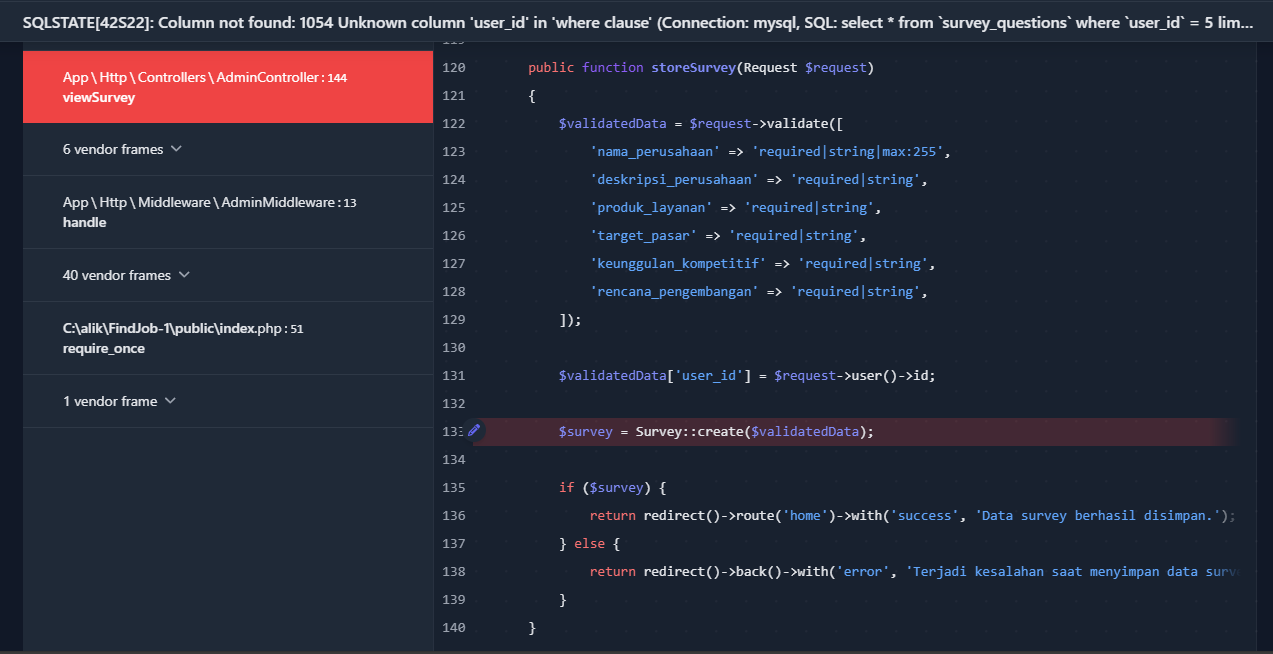 SQLSTATE[42S22]: Column not found: 1054 Unknown column 'user_id' in 'where clause' (Connection: mysql, SQL: select * from `survey_questions` where `user_id` = 5 lim...
App \ Http \ Controllers \ AdminController : 144
viewSurvey
6 vendor frames
App \ Http \ Middleware \ AdminMiddleware : 13
handle
40 vendor frames
C:\alik\FindJob-1\public\index.php : 51
require_once
1 vendor frame
119
120 public function storeSurvey(Request $request)
121 {
122 $validatedData = $request->validate([
123 'nama_perusahaan' => 'required|string|max:255',
124 'deskripsi_perusahaan' => 'required|string',
125 'produk_layanan' => 'required|string',
126 'target_pasar' => 'required|string',
127 'keunggulan_kompetitif' => 'required|string',
128 'rencana_pengembangan' => 'required|string',
129 ]);
130
131 $validatedData['user_id'] = $request->user()->id;
132
133 $survey = Survey::create($validatedData);
134
135 if ($survey) {
136 return redirect()->route('home')->with('success', 'Data survey berhasil disimpan.');
137 } else {
138 return redirect()->back()->with('error', 'Terjadi kesalahan saat menyimpan data surve
139 }
140 }